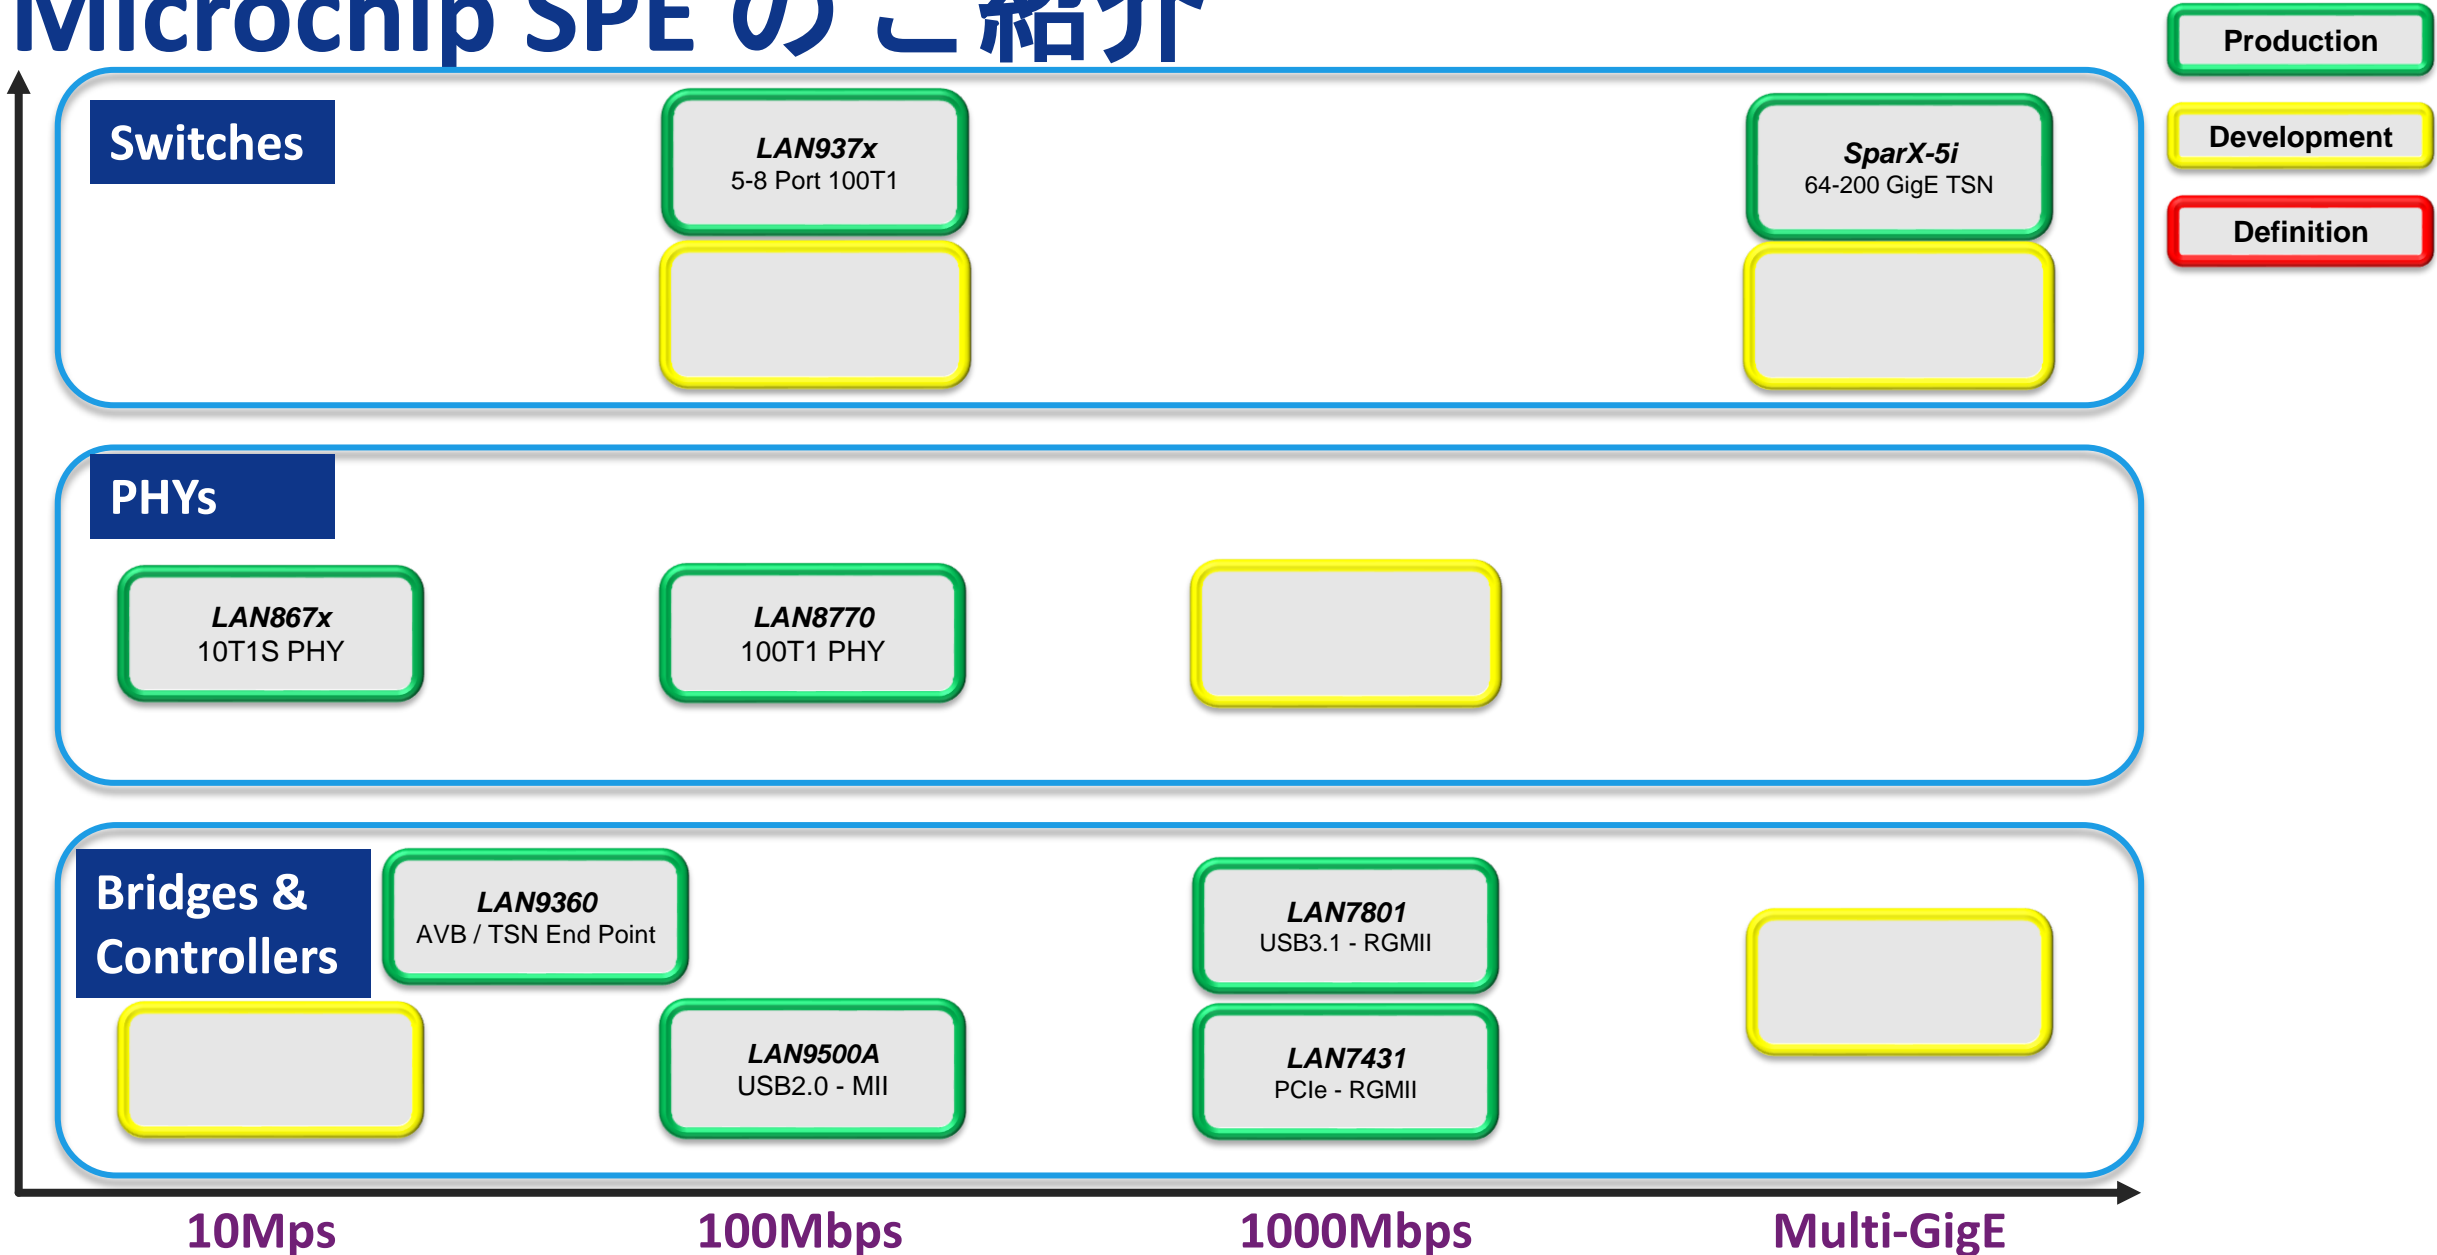 Microchip SPE のご紹介
Production
Development
Definition
Switches
LAN937x
5-8 Port 100T1
SparX-5i
64-200 GigE TSN
PHYs
LAN867x
10T1S PHY
LAN8770
100T1 PHY
Bridges &
Controllers
LAN9360
AVB / TSN End Point
LAN7801
USB3.1 - RGMII
LAN9500A
USB2.0 - MII
LAN7431
PCIe - RGMII
10Mps
100Mbps
1000Mbps
Multi-GigE